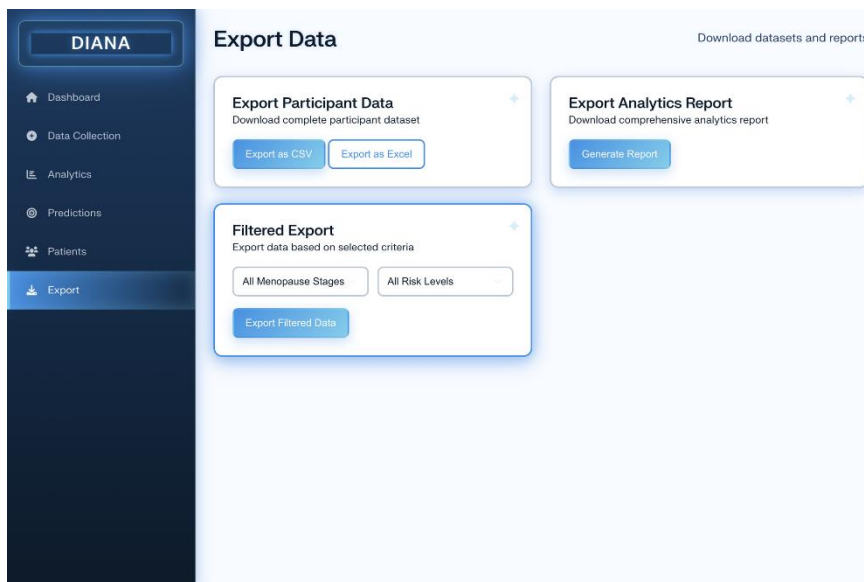 DIANA
Dashboard
Data Collection
Analytics
Predictions
Patients
Export
Export Data
Download datasets and reports
Export Participant Data
Download complete participant dataset
Export as CSV
Export as Excel
Export Analytics Report
Download comprehensive analytics report
Generate Report
Filtered Export
Export data based on selected criteria
All Menopause Stages
All Risk Levels
Export Filtered Data